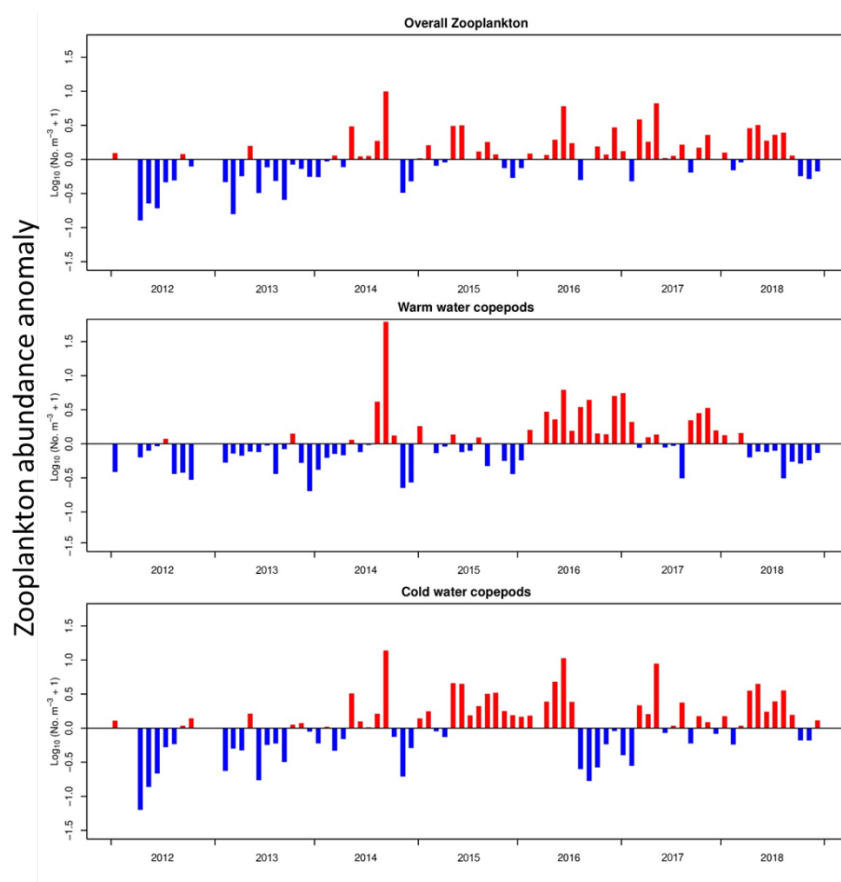 Zooplankton abundance anomaly
Overall Zooplankton
Log₁₀ (No. m⁻³ + 1)
1.5
1.0
0.5
0.0
−0.5
−1.0
−1.5
2012 2013 2014 2015 2016 2017 2018
Warm water copepods
Log₁₀ (No. m⁻³ + 1)
1.5
1.0
0.5
0.0
−0.5
−1.0
−1.5
2012 2013 2014 2015 2016 2017 2018
Cold water copepods
Log₁₀ (No. m⁻³ + 1)
1.5
1.0
0.5
0.0
−0.5
−1.0
−1.5
2012 2013 2014 2015 2016 2017 2018